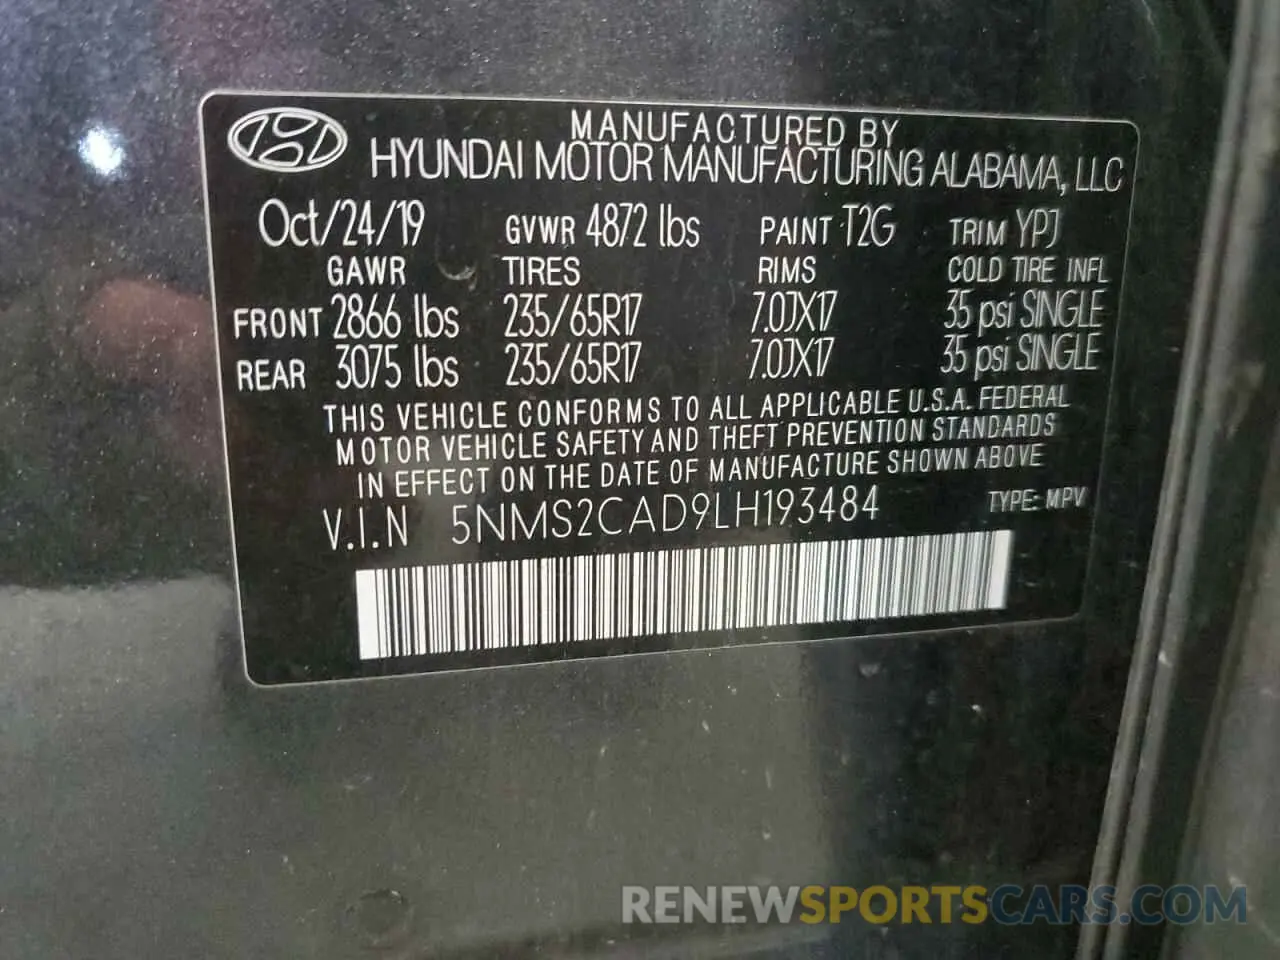 MANUFACTURED BY
HYUNDAI MOTOR MANUFACTURING ALABAMA, LLC
Oct/24/19 GVWR 4872 lbs PAINT T2G TRIM YPJ
GAWR TIRES RIMS COLD TIRE INFL
FRONT 2866 lbs 235/65R17 7.0JX17 35 psi SINGLE
REAR 3075 lbs 235/65R17 7.0JX17 35 psi SINGLE
THIS VEHICLE CONFORMS TO ALL APPLICABLE U.S.A. FEDERAL
MOTOR VEHICLE SAFETY AND THEFT PREVENTION STANDARDS
IN EFFECT ON THE DATE OF MANUFACTURE SHOWN ABOVE
V.I.N 5NMS2CAD9LH193484 TYPE: MPV
RENEWSPORTSCARS.COM